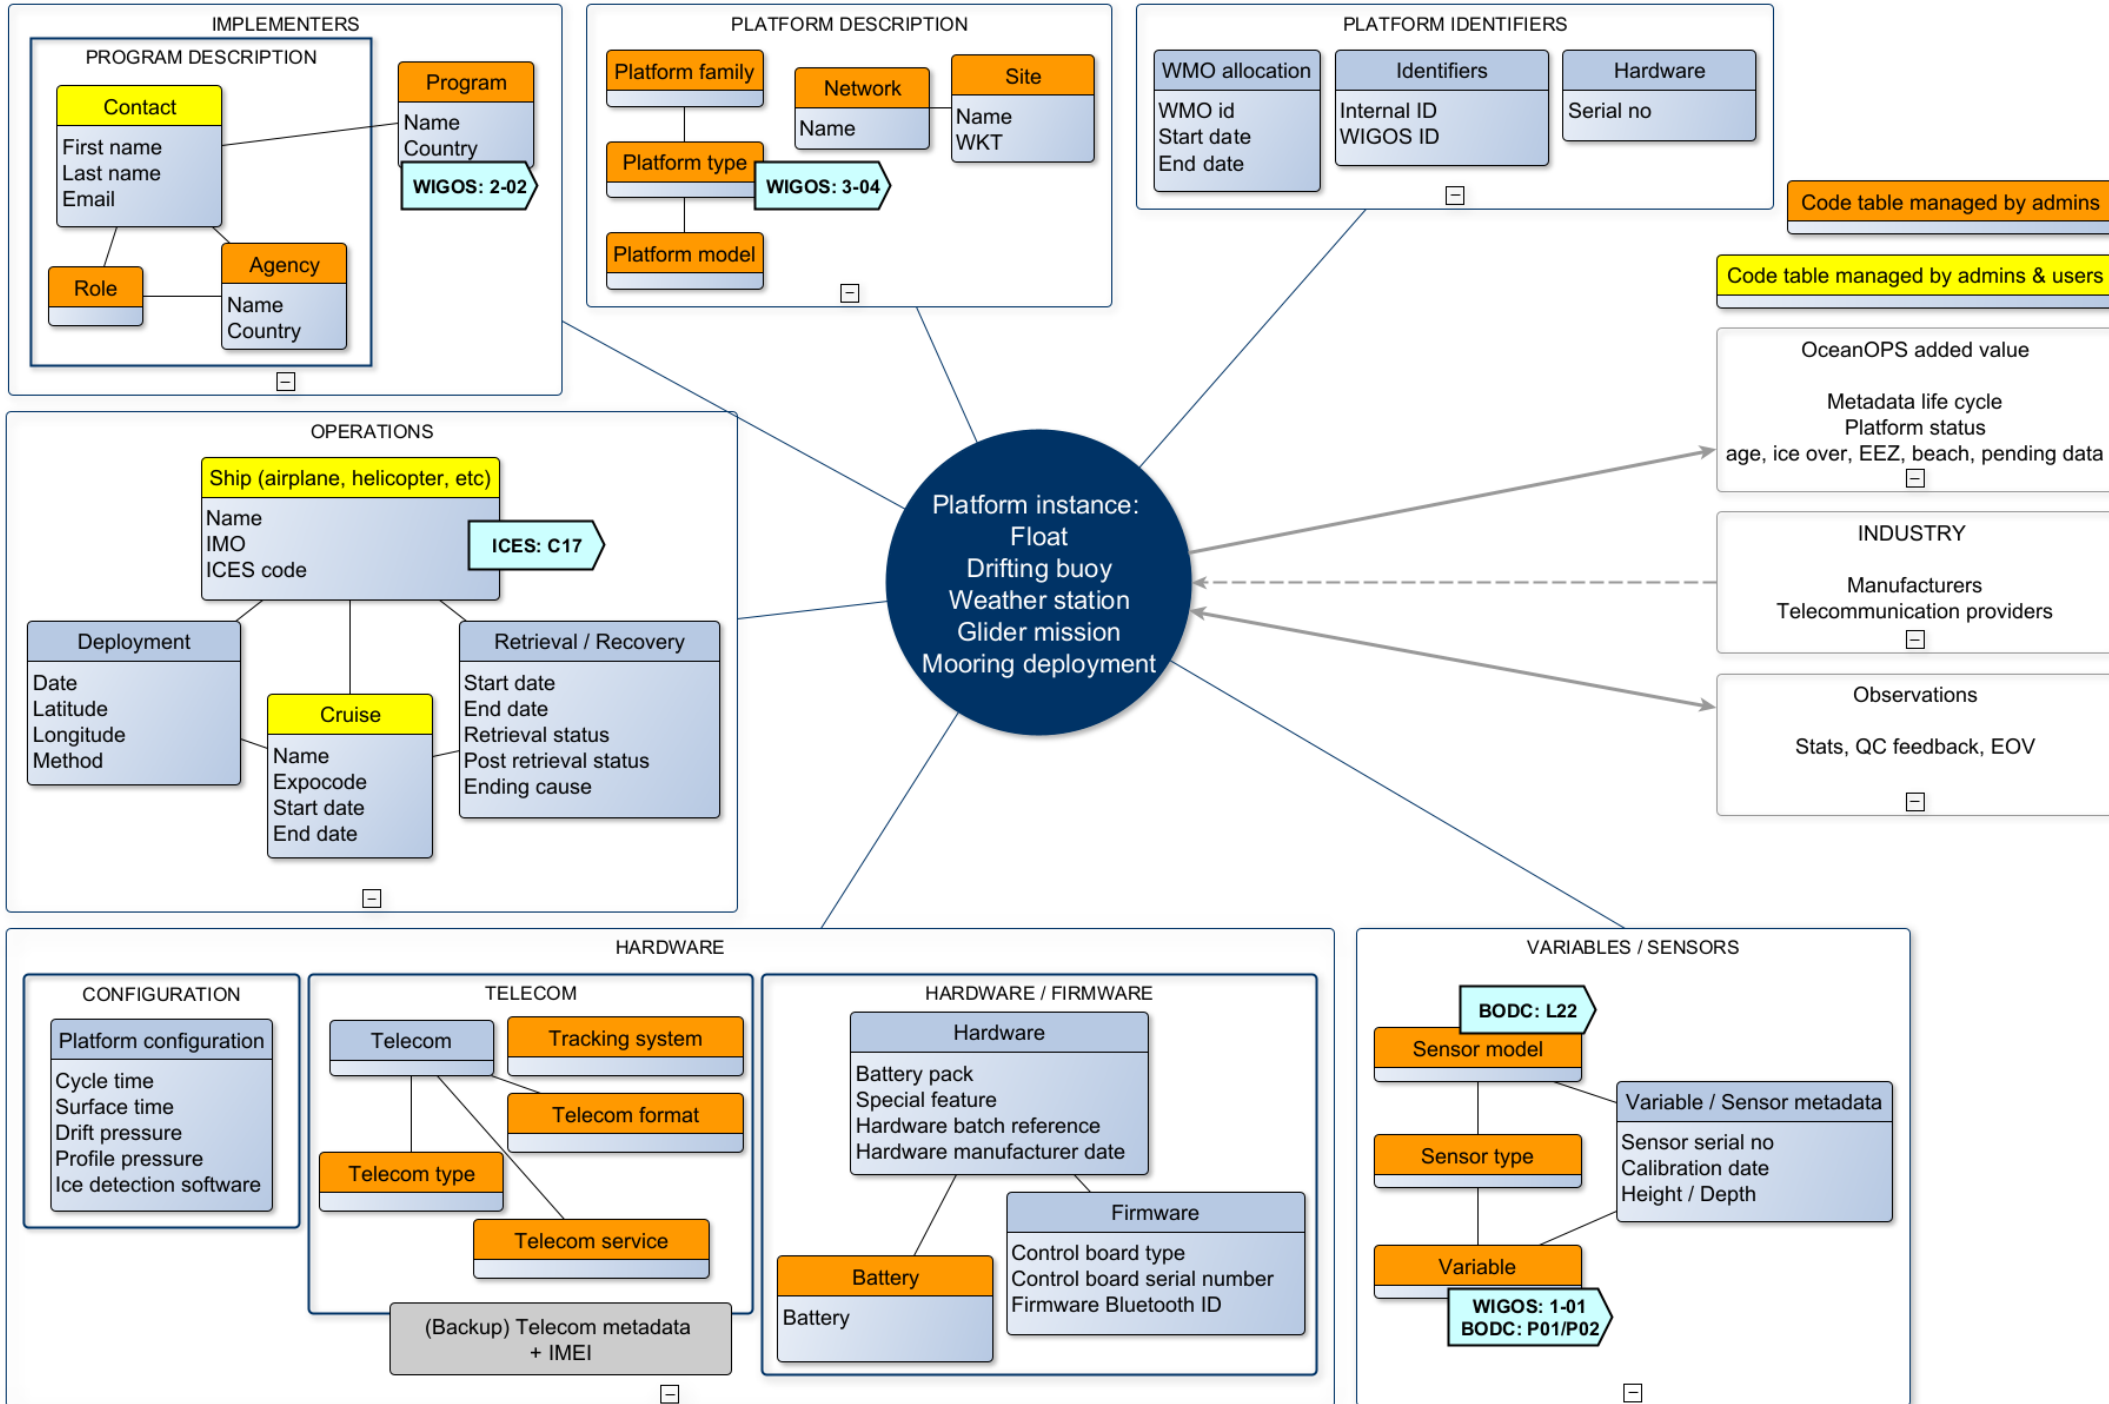 IMPLEMENTERS
PROGRAM DESCRIPTION
Contact
First name
Last name
Email
Role
Agency
Name
Country
Program
Name
Country
WIGOS: 2-02
PLATFORM DESCRIPTION
Platform family
Platform type
WIGOS: 3-04
Platform model
Network
Name
Site
Name
WKT
PLATFORM IDENTIFIERS
WMO allocation
WMO id
Start date
End date
Identifiers
Internal ID
WIGOS ID
Hardware
Serial no
Code table managed by admins
Code table managed by admins & users
OceanOPS added value
Metadata life cycle
Platform status
age, ice over, EEZ, beach, pending data
INDUSTRY
Manufacturers
Telecommunication providers
Observations
Stats, QC feedback, EOV
Platform instance:
Float
Drifting buoy
Weather station
Glider mission
Mooring deployment
OPERATIONS
Ship (airplane, helicopter, etc)
Name
IMO
ICES code
ICES: C17
Deployment
Date
Latitude
Longitude
Method
Cruise
Name
Expocode
Start date
End date
Retrieval / Recovery
Start date
End date
Retrieval status
Post retrieval status
Ending cause
HARDWARE
CONFIGURATION
Platform configuration
Cycle time
Surface time
Drift pressure
Profile pressure
Ice detection software
TELECOM
Telecom
Tracking system
Telecom format
Telecom type
Telecom service
(Backup) Telecom metadata
+ IMEI
HARDWARE / FIRMWARE
Hardware
Battery pack
Special feature
Hardware batch reference
Hardware manufacturer date
Battery
Battery
Firmware
Control board type
Control board serial number
Firmware Bluetooth ID
VARIABLES / SENSORS
BODC: L22
Sensor model
Sensor type
Variable
WIGOS: 1-01
BODC: P01/P02
Variable / Sensor metadata
Sensor serial no
Calibration date
Height / Depth